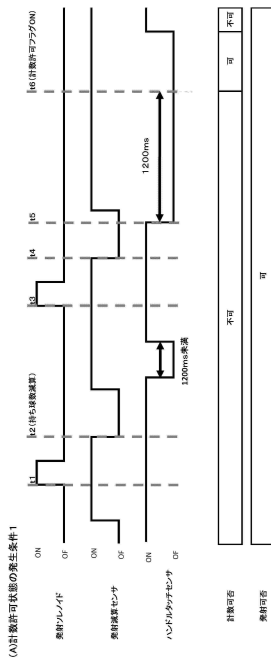 (A)計数許可状態の発生条件1
t1
t2(持ち球数減算)
t3
t4
t5
t6(計数許可フラグON)
発射ソレノイド
ON
OF
発射減算センサ
ON
OF
ハンドルタッチセンサ
ON
OF
1200ms未満
1200ms
計数可否
不可
可
不可
発射可否
可